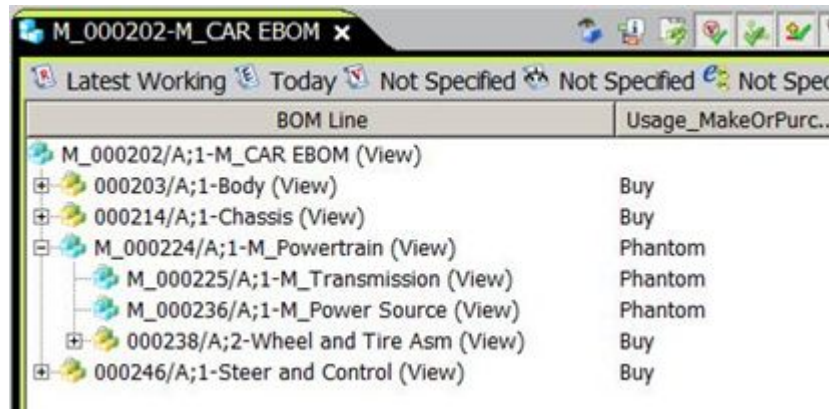 M_000202-M_CAR EBOM
Latest Working Today Not Specified Not Specified Not Spec
BOM Line Usage_MakeOrPurc..
M_000202/A;1-M_CAR EBOM (View)
000203/A;1-Body (View) Buy
000214/A;1-Chassis (View) Buy
M_000224/A;1-M_Powertrain (View) Phantom
M_000225/A;1-M_Transmission (View) Phantom
M_000236/A;1-M_Power Source (View) Phantom
000238/A;2-Wheel and Tire Asm (View) Buy
000246/A;1-Steer and Control (View) Buy